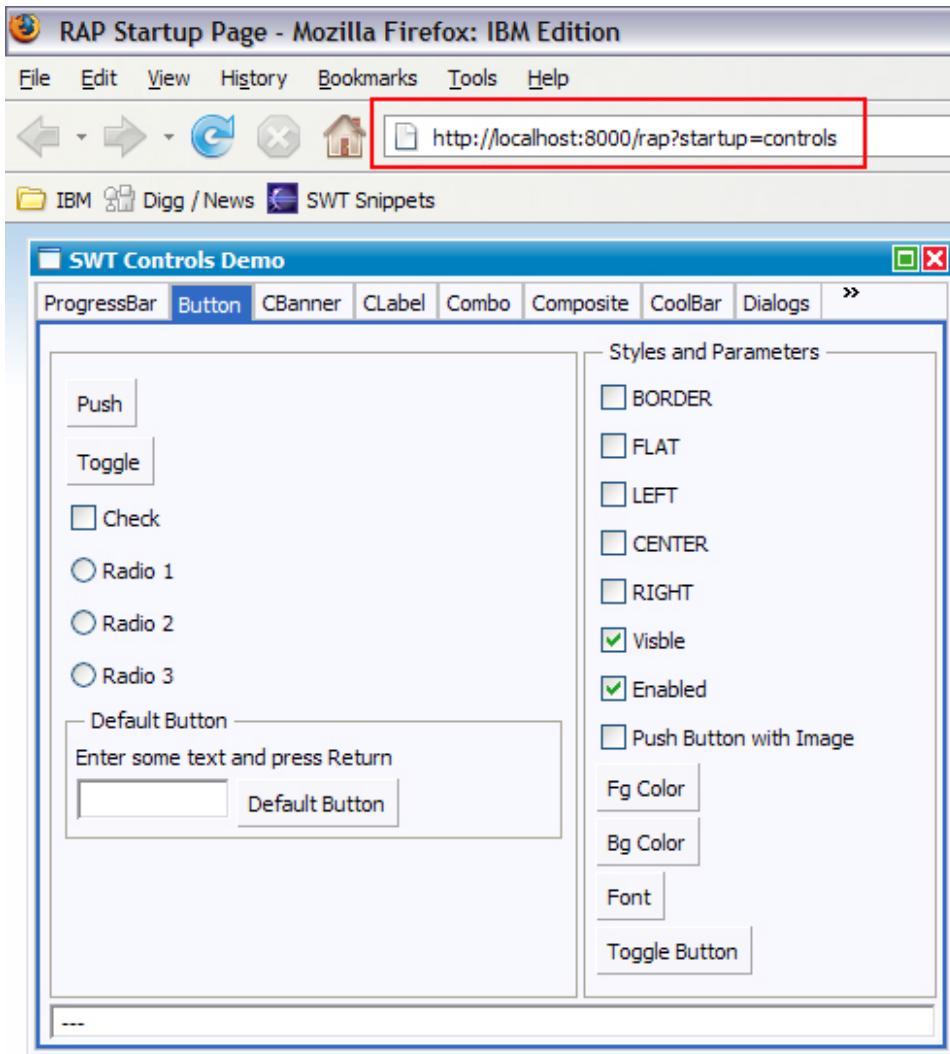 RAP Startup Page - Mozilla Firefox: IBM Edition
File Edit View History Bookmarks Tools Help
http://localhost:8000/rap?startup=controls
IBM Digg / News SWT Snippets
SWT Controls Demo
ProgressBar Button CBanner CLabel Combo Composite CoolBar Dialogs »
Push
Toggle
Check
Radio 1
Radio 2
Radio 3
Default Button
Enter some text and press Return
Default Button
Styles and Parameters
BORDER
FLAT
LEFT
CENTER
RIGHT
Visble
Enabled
Push Button with Image
Fg Color
Bg Color
Font
Toggle Button
---